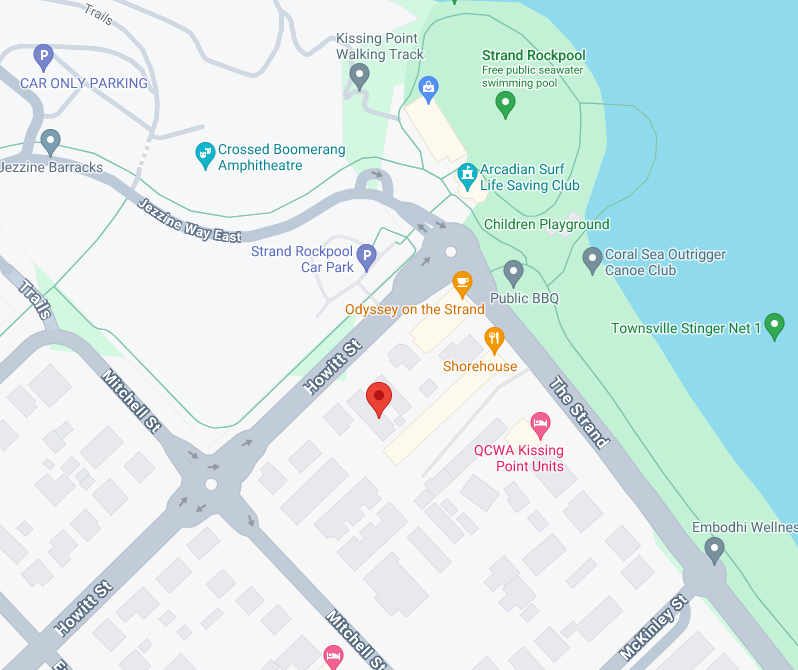 Trails
Kissing Point
Walking Track
Strand Rockpool
Free public seawater
swimming pool
P
CAR ONLY PARKING
Crossed Boomerang
Amphitheatre
Jezzine Barracks
Arcadian Surf
Life Saving Club
Jezzine Way East
Children Playground
Strand Rockpool
Car Park
P
Coral Sea Outrigger
Canoe Club
Public BBQ
Trails
Odyssey on the Strand
Townsville Stinger Net 1
Howitt St
Shorehouse
Mitchell St
The Strand
QCWA Kissing
Point Units
Embodhi Wellnes
Howitt St
Mitchell St
McKinley St